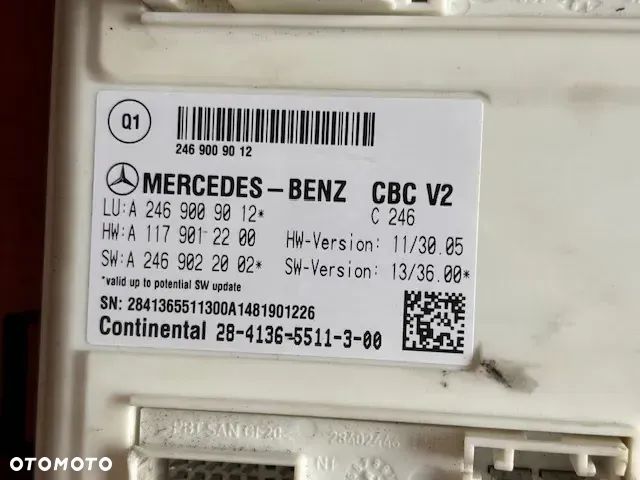 Q1
246 900 90 12
MERCEDES-BENZ CBC V2
LU:A 246 900 90 12* C 246
HW:A 117 901 22 00 HW-Version: 11/30.05
SW:A 246 902 20 02* SW-Version: 13/36.00*
*valid up to potential SW update
SN: 2841365511300A1481901226
Continental 28-4136-5511-3-00
N1
OTOMOTO